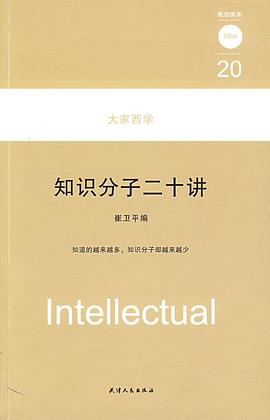 观念读本
idea
20
大家西学
知识分子二十讲
崔卫平编
知道的越来越多，知识分子却越来越少
Intellectual
天津人民出版社